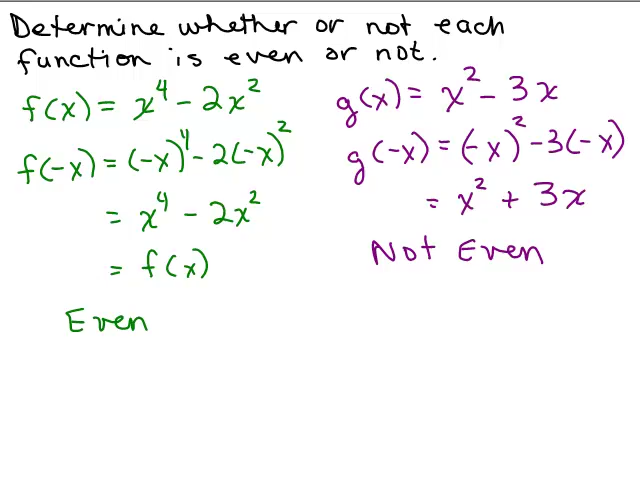 Determine whether or not each
function is even or not.
f(x) = x⁴ - 2x²
f(-x) = (-x)⁴ - 2(-x)²
= x⁴ - 2x²
= f(x)
Even
g(x) = x² - 3x
g(-x) = (-x)² - 3(-x)
= x² + 3x
Not Even